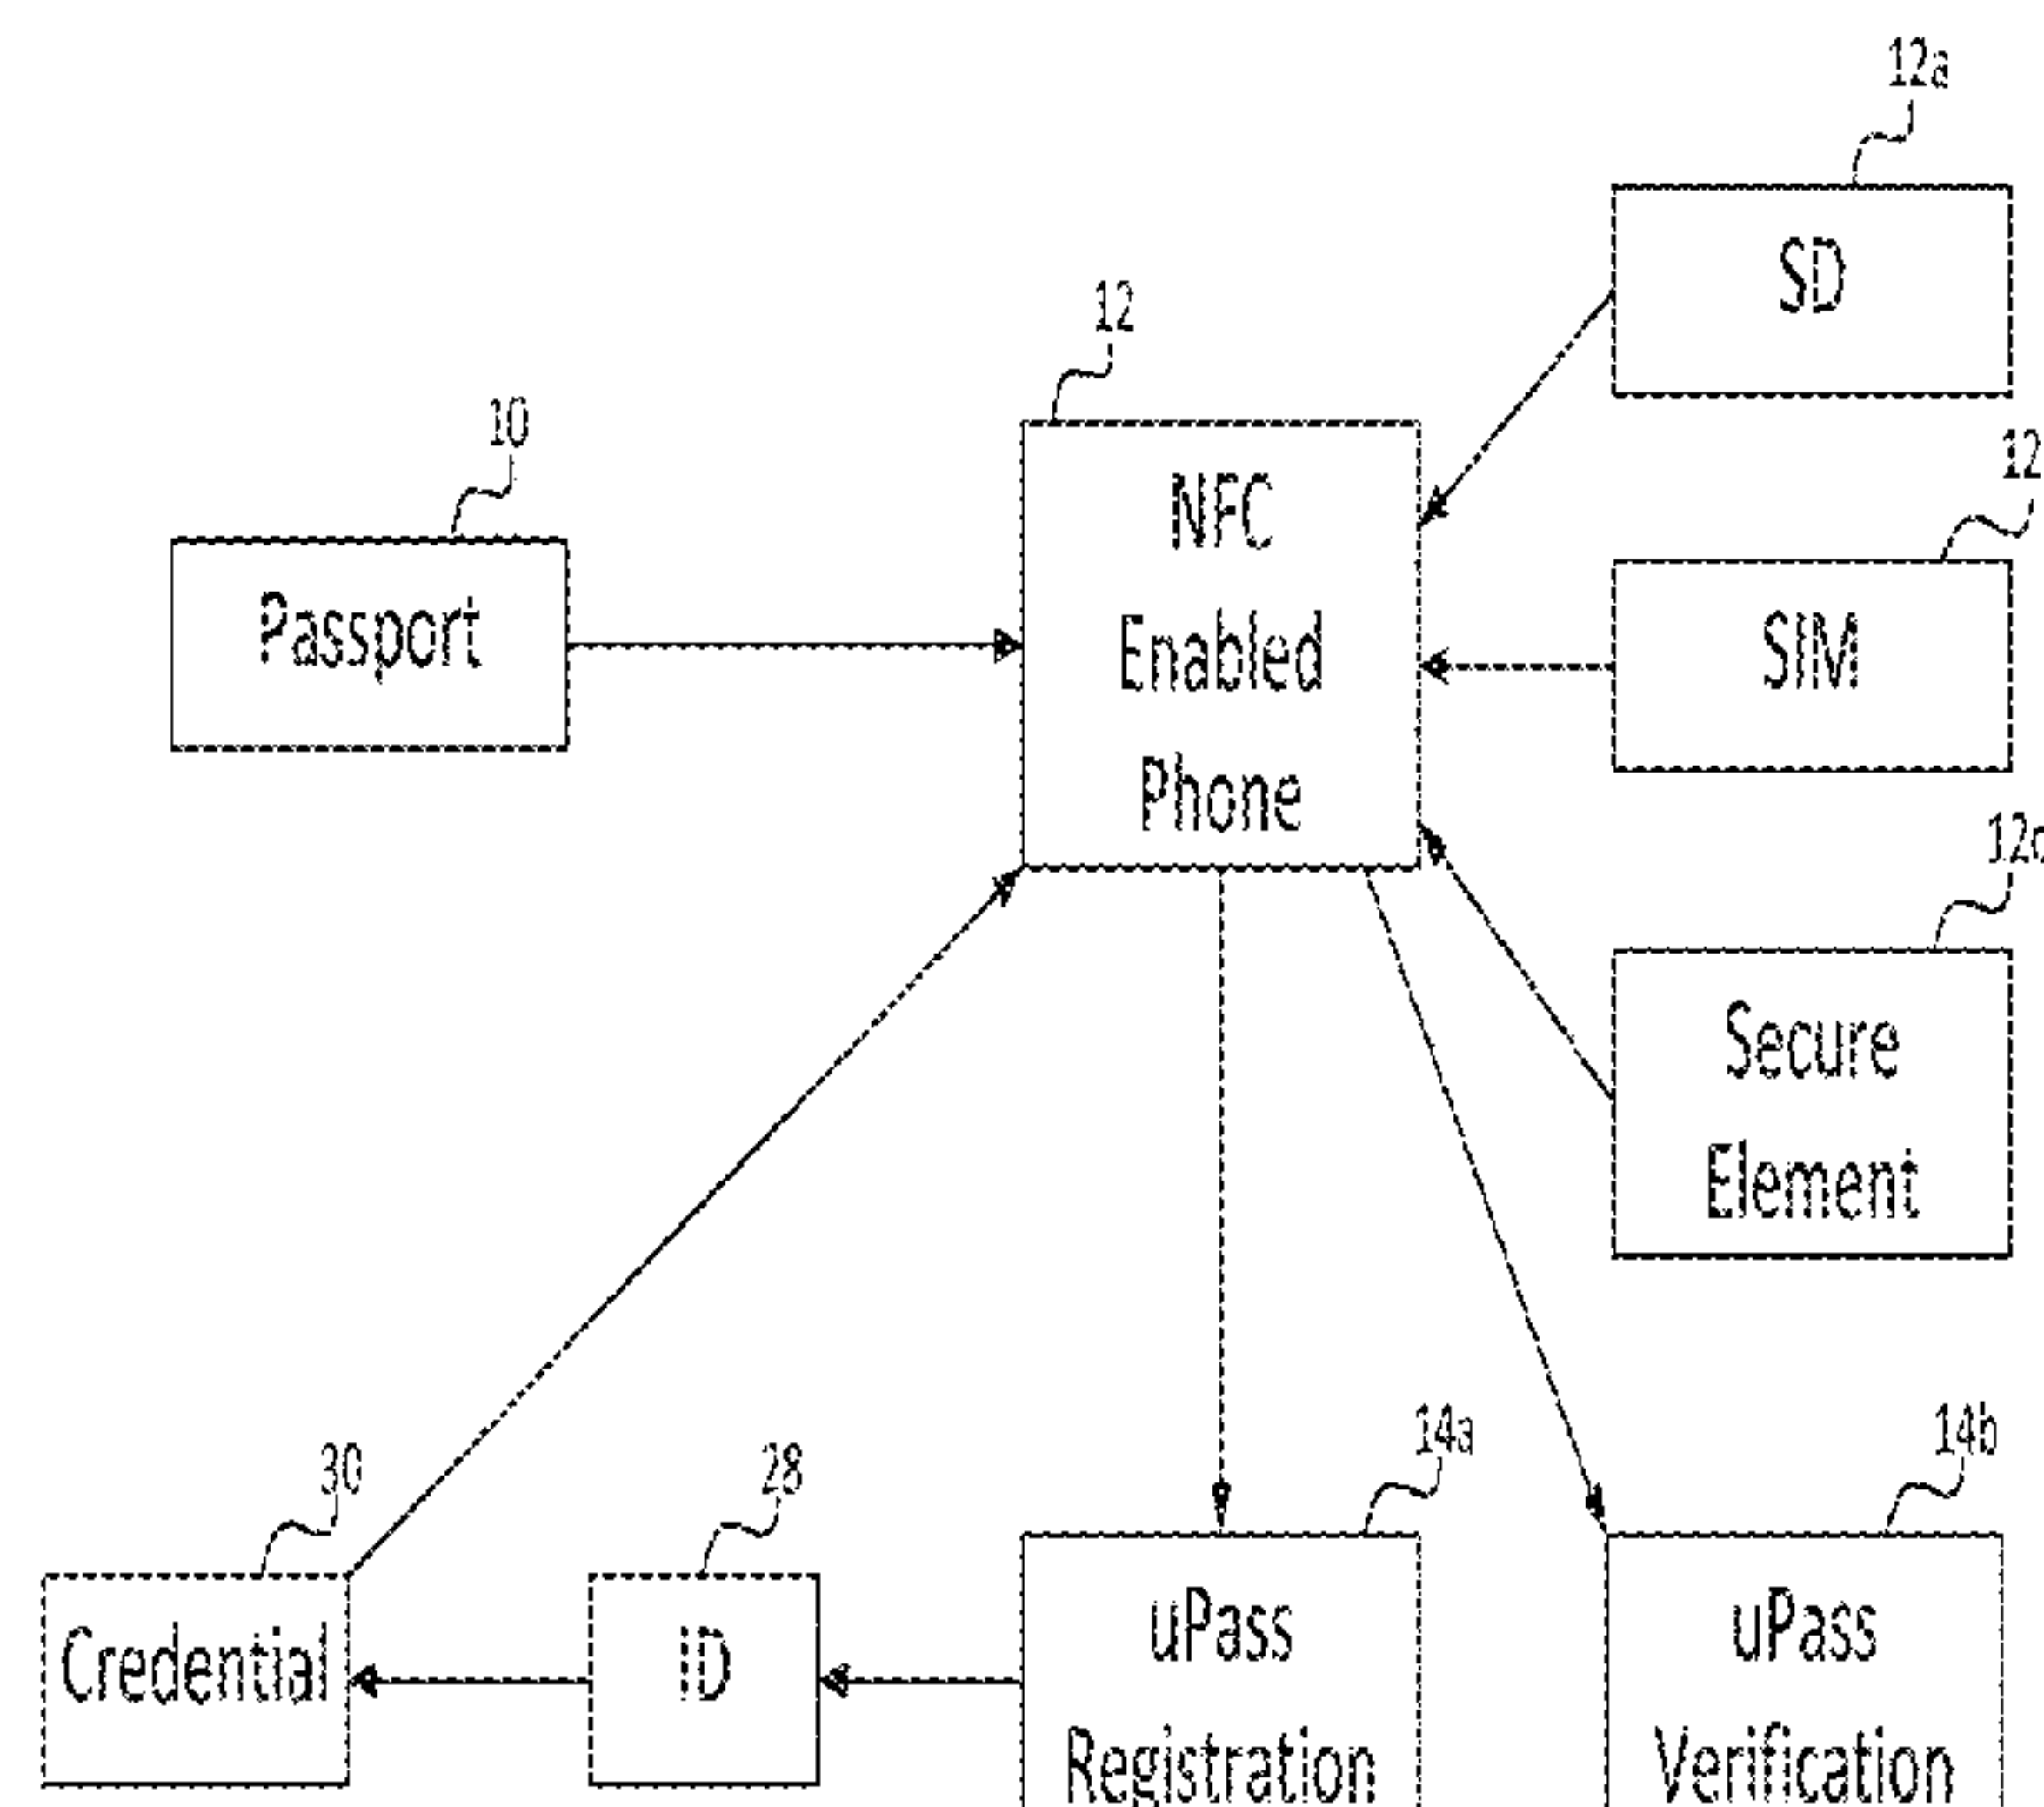 12a
SD
12
NFC
Enabled
Phone
10
Passport
12
SIM
Secure
Element
14a
14b
30
28
Credential
ID
uPass
Registration
uPass
Verification